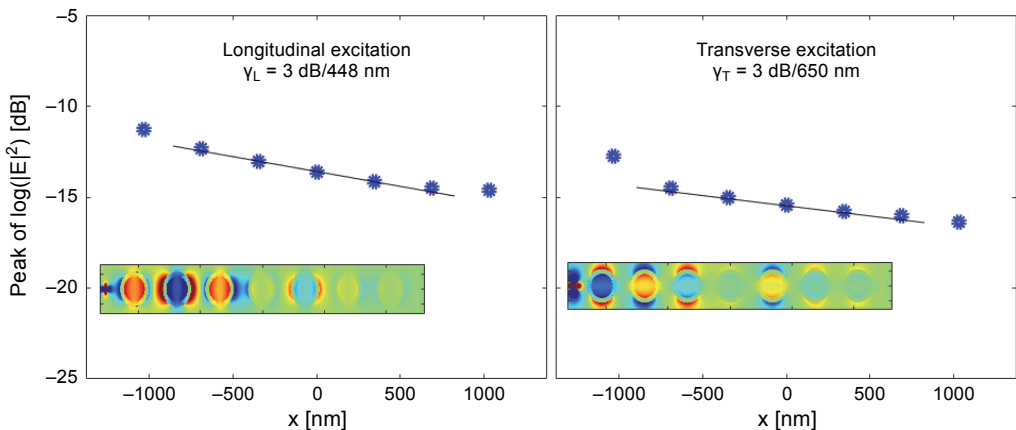 Peak of log(|E|²) [dB]
−5
−10
−15
−20
−25
Longitudinal excitation
γL = 3 dB/448 nm
−1000 −500 0 500 1000
x [nm]
Transverse excitation
γT = 3 dB/650 nm
−1000 −500 0 500 1000
x [nm]